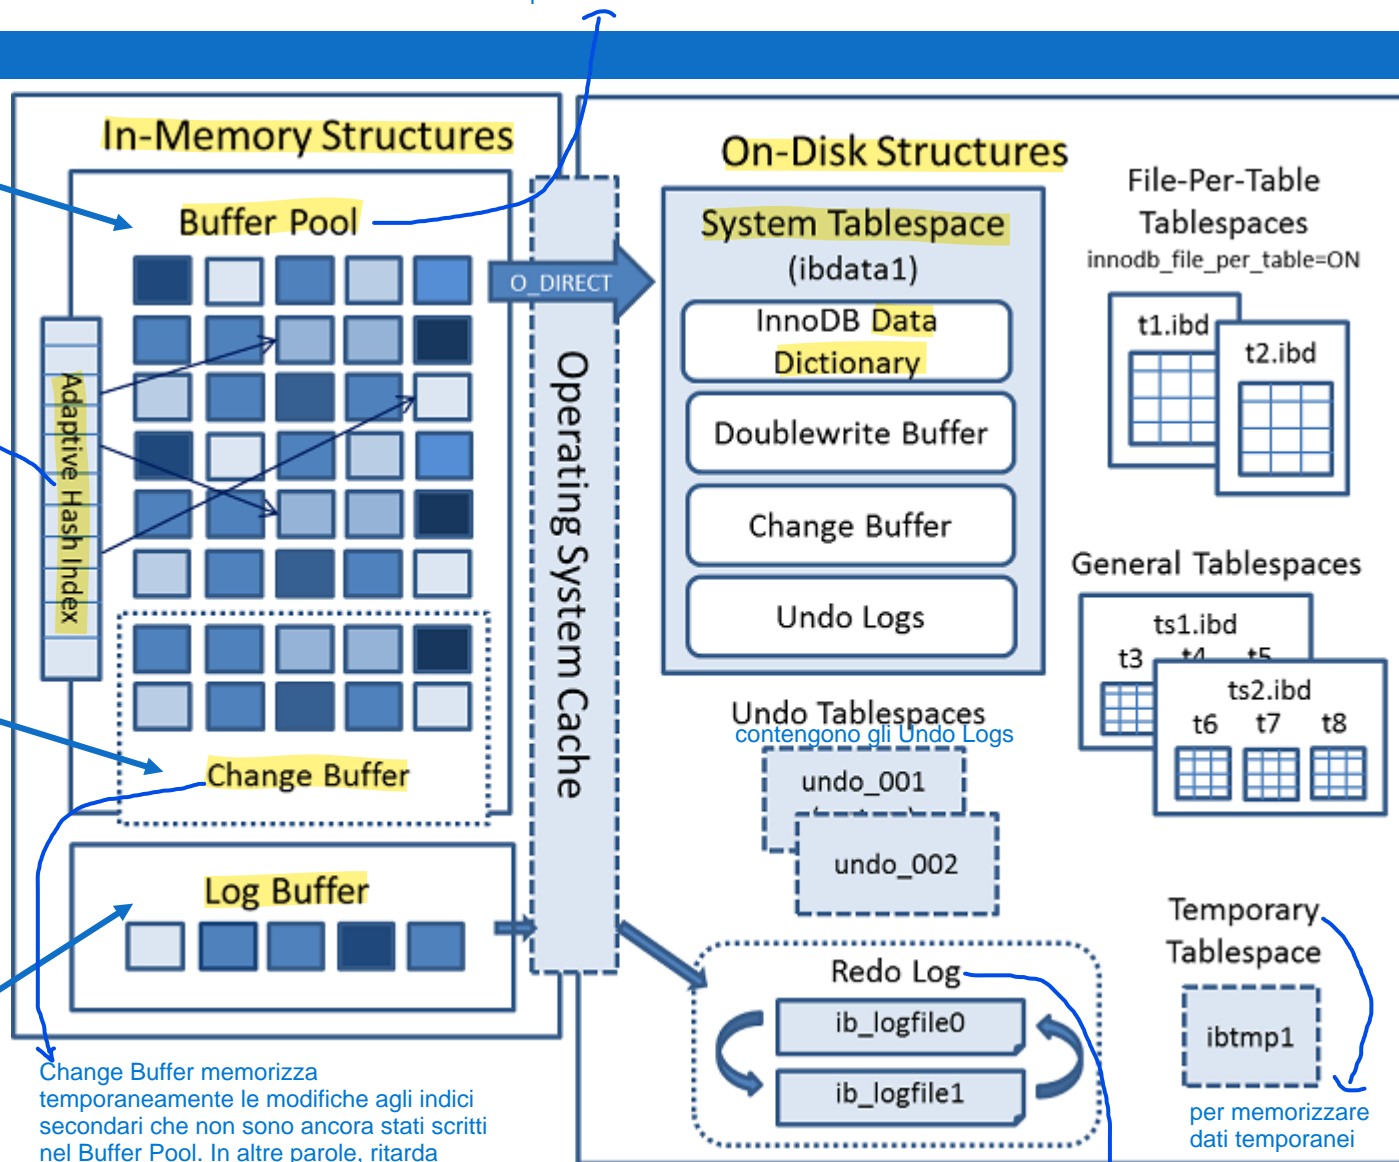 In-Memory Structures
Buffer Pool
Adaptive Hash Index
Change Buffer
Log Buffer
Operating System Cache
O_DIRECT
On-Disk Structures
System Tablespace
(ibdata1)
InnoDB Data
Dictionary
Doublewrite Buffer
Change Buffer
Undo Logs
Undo Tablespaces
contengono gli Undo Logs
undo_001
undo_002
Redo Log
ib_logfile0
ib_logfile1
File-Per-Table
Tablespaces
innodb_file_per_table=ON
t1.ibd
t2.ibd
General Tablespaces
ts1.ibd
t3 t4 t5
ts2.ibd
t6 t7 t8
Temporary
Tablespace
ibtmp1
per memorizzare
dati temporanei
Change Buffer memorizza
temporaneamente le modifiche agli indici
secondari che non sono ancora stati scritti
nel Buffer Pool. In altre parole, ritarda